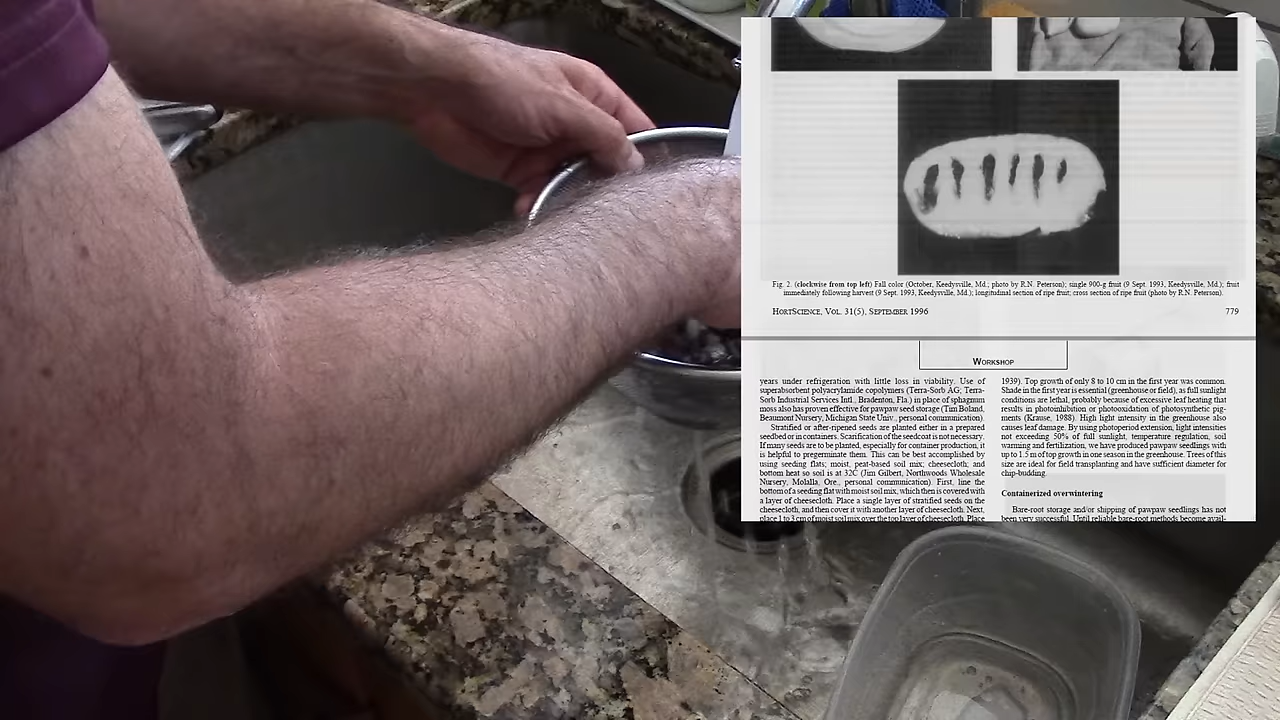 Fig. 2. (clockwise from top left) Fall color (October, Keedysville, Md.; photo by R.N. Peterson); single 900-g fruit (9 Sept. 1993, Keedysville, Md.); fruit
immediately following harvest (9 Sept. 1993, Keedysville, Md.); longitudinal section of ripe fruit; cross section of ripe fruit (photo by R.N. Peterson).
HORTSCIENCE, VOL. 31(5), SEPTEMBER 1996
779
WORKSHOP
years under refrigeration with little loss in viability. Use of
superabsorbent polyacrylamide copolymers (Terra-Sorb AG; Terra-
Sorb Industrial Services Intl., Bradenton, Fla.) in place of sphagnum
moss also has proven effective for pawpaw seed storage (Tim Boland,
Beaumont Nursery, Michigan State Univ., personal communication).
Stratified or after-ripened seeds are planted either in a prepared
seedbed or in containers. Scarification of the seedcoat is not necessary.
If many seeds are to be planted, especially for container production, it
is helpful to pregerminate them. This can be best accomplished by
using seeding flats; moist, peat-based soil mix; cheesecloth; and
bottom heat so soil is at 32C (Jim Gilbert, Northwoods Wholesale
Nursery, Molalla, Ore., personal communication). First, line the
bottom of a seeding flat with moist soil mix, which then is covered with
a layer of cheesecloth. Place a single layer of stratified seeds on the
cheesecloth, and then cover it with another layer of cheesecloth. Next,
place 1 to 3 cm of moist soil mix over the top layer of cheesecloth. Place
1939). Top growth of only 8 to 10 cm in the first year was common.
Shade in the first year is essential (greenhouse or field), as full sunlight
conditions are lethal, probably because of excessive leaf heating that
results in photoinhibition or photooxidation of photosynthetic pig-
ments (Krause, 1988). High light intensity in the greenhouse also
causes leaf damage. By using photoperiod extension, light intensities
not exceeding 50% of full sunlight, temperature regulation, soil
warming and fertilization, we have produced pawpaw seedlings with
up to 1.5 m of top growth in one season in the greenhouse. Trees of this
size are ideal for field transplanting and have sufficient diameter for
chip-budding.
Containerized overwintering
Bare-root storage and/or shipping of pawpaw seedlings has not
been very successful. Until reliable bare-root methods become avail-